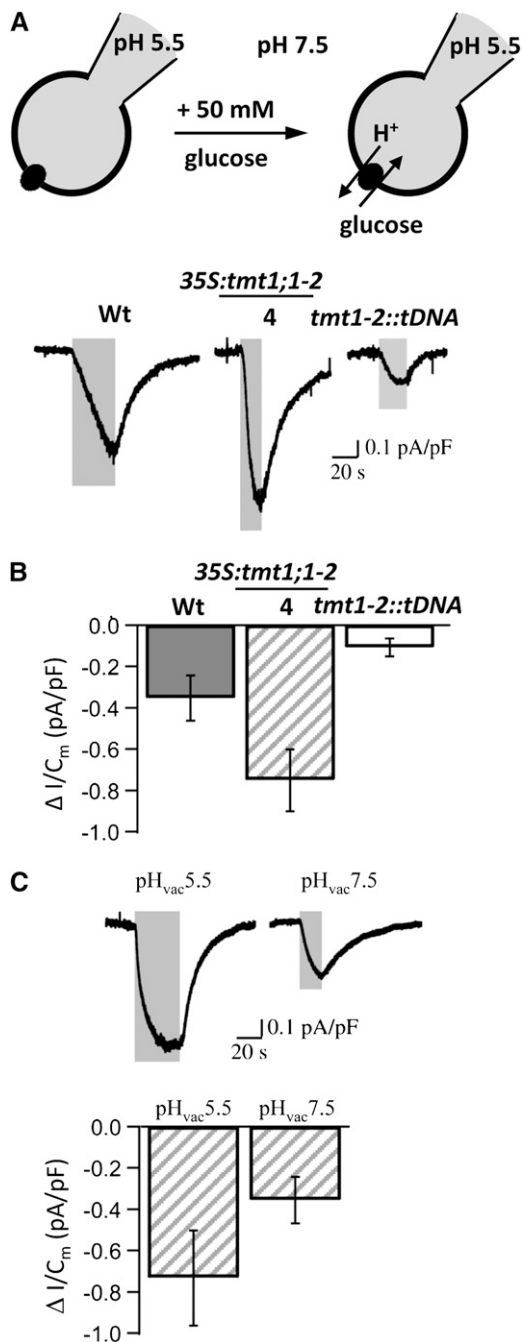 A
pH 5.5 pH 7.5 pH 5.5
+ 50 mM
glucose
H+
glucose
35S:tmt1;1-2
Wt 4 tmt1-2::tDNA
0.1 pA/pF
20 s
B
35S:tmt1;1-2
Wt 4 tmt1-2::tDNA
0.0
-0.2
-0.4
-0.6
-0.8
-1.0
Δ I/Cm (pA/pF)
C
pHvac5.5 pHvac7.5
0.1 pA/pF
20 s
pHvac5.5 pHvac7.5
0.0
-0.2
-0.4
-0.6
-0.8
-1.0
Δ I/Cm (pA/pF)